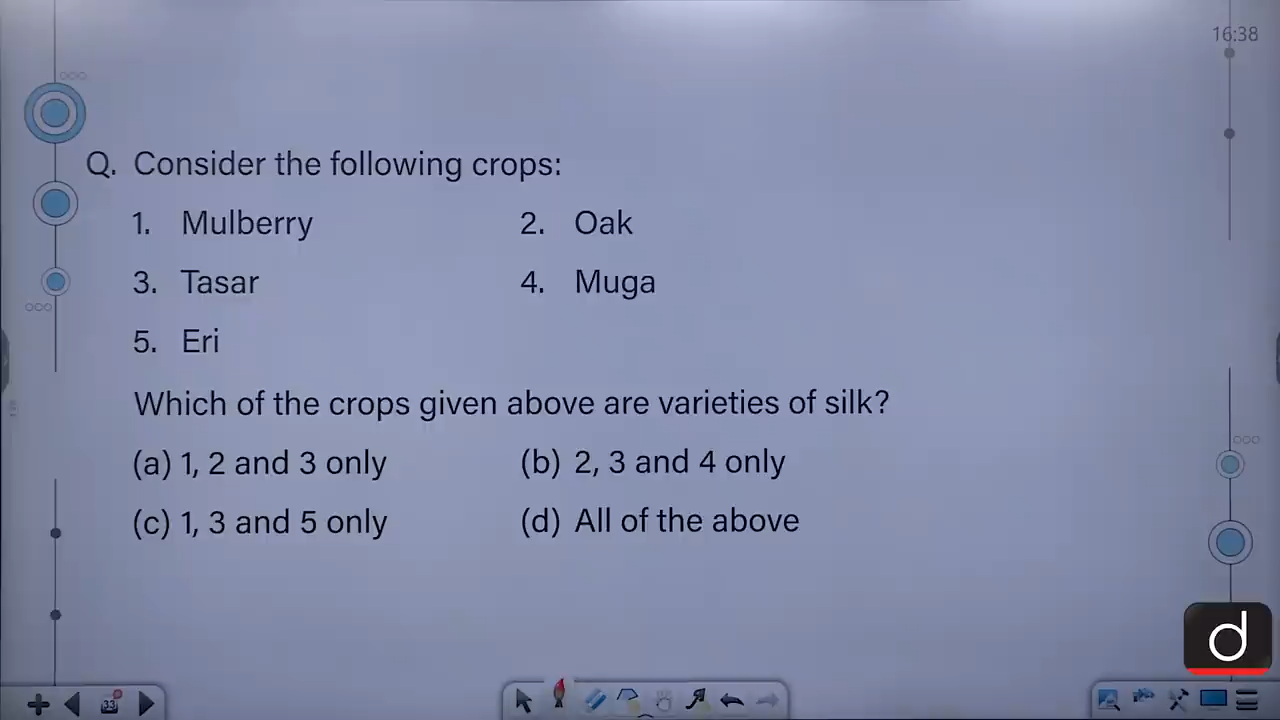 16:38
Q. Consider the following crops:
1. Mulberry 2. Oak
3. Tasar 4. Muga
5. Eri
Which of the crops given above are varieties of silk?
(a) 1, 2 and 3 only (b) 2, 3 and 4 only
(c) 1, 3 and 5 only (d) All of the above
d
33